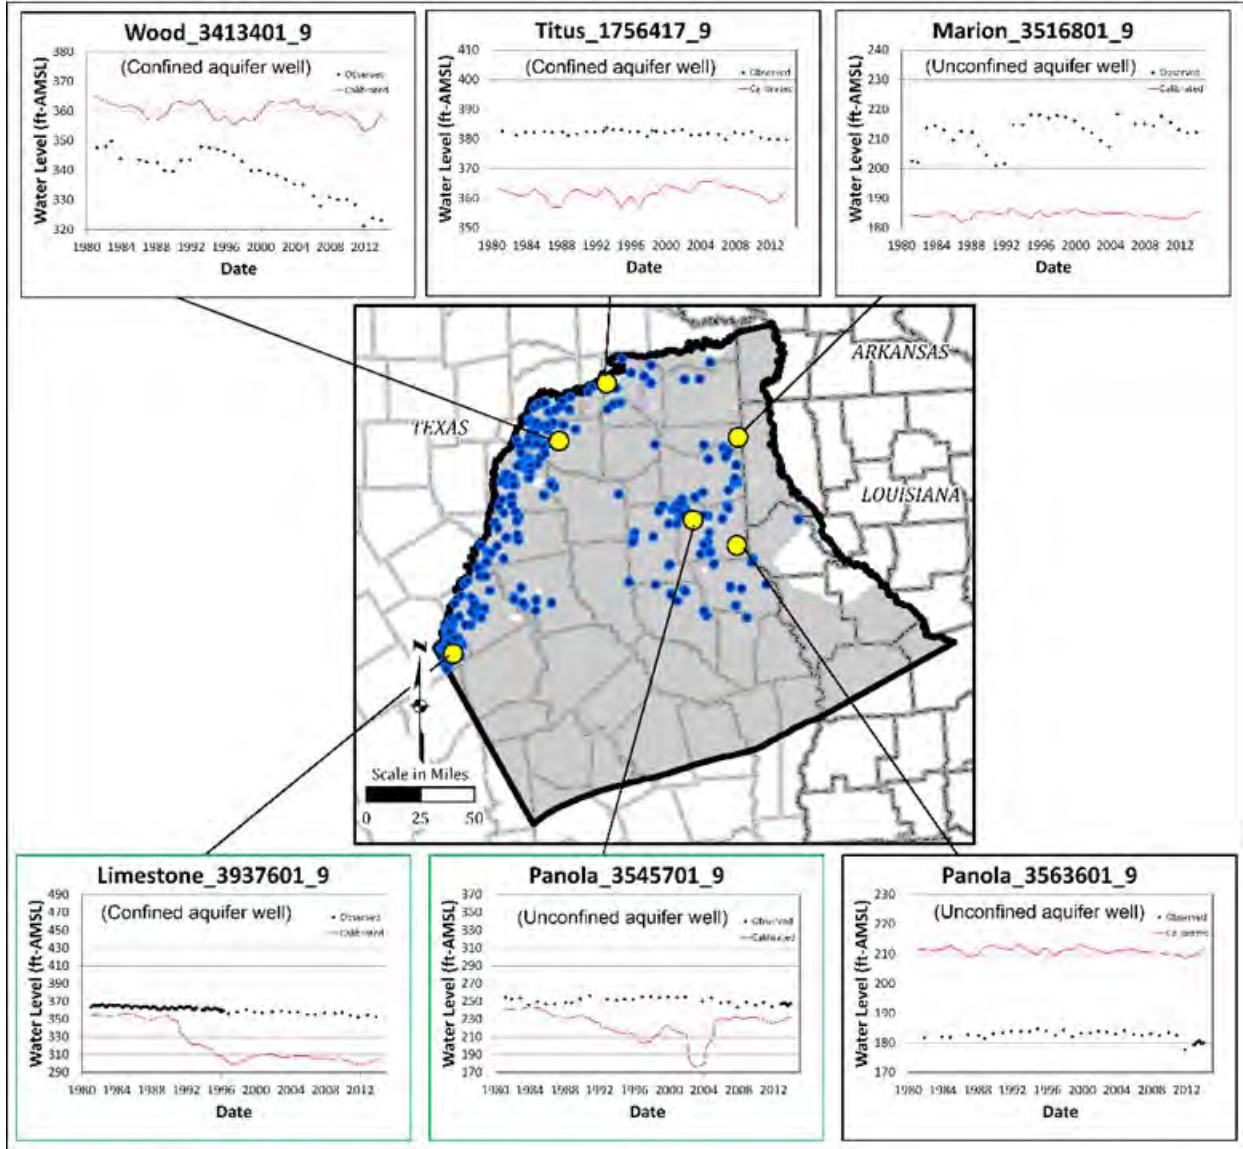 Wood_3413401_9
(Confined aquifer well)
Observed
Calibrated
Water Level (ft-AMSL)
380
360
340
320
1980 1984 1988 1992 1996 2000 2004 2008 2012
Date
Titus_1756417_9
(Confined aquifer well)
Observed
Water Level (ft-AMSL)
410
400
390
380
370
360
350
1980 1984 1988 1992 1996 2000 2004 2008 2012
Date
Marion_3516801_9
(Unconfined aquifer well)
Observed
Calibrated
Water Level (ft-AMSL)
240
230
220
210
200
190
180
1980 1984 1988 1992 1996 2000 2004 2008 2012
Date
ARKANSAS
TEXAS
LOUISIANA
N
Scale in Miles
0 25 50
Limestone_3937601_9
(Confined aquifer well)
Observed
Calibrated
Water Level (ft-AMSL)
490
470
450
430
410
390
370
350
330
310
290
1980 1984 1988 1992 1996 2000 2004 2008 2012
Date
Panola_3545701_9
(Unconfined aquifer well)
Observed
Calibrated
Water Level (ft-AMSL)
370
350
330
310
290
270
250
230
210
190
170
1980 1984 1988 1992 1996 2000 2004 2008 2012
Date
Panola_3563601_9
(Unconfined aquifer well)
Observed
Water Level (ft-AMSL)
230
220
210
200
190
180
170
1980 1984 1988 1992 1996 2000 2004 2008 2012
Date